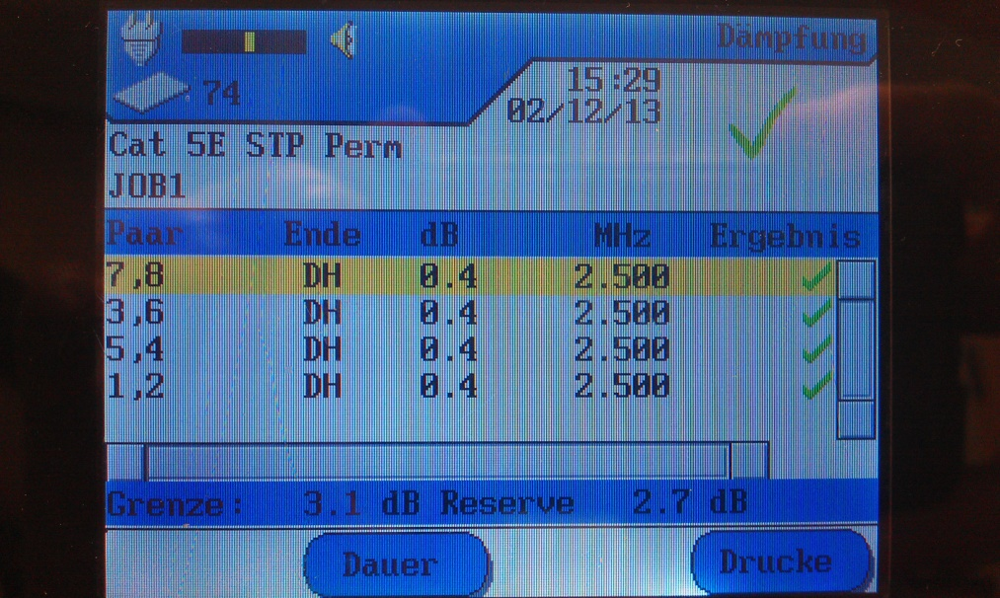 Dämpfung
74
15:29
02/12/13
Cat 5E STP Perm
JOB1
Paar Ende dB MHz Ergebnis
7,8 DH 0.4 2.500
3,6 DH 0.4 2.500
5,4 DH 0.4 2.500
1,2 DH 0.4 2.500
Grenze: 3.1 dB Reserve 2.7 dB
Dauer Drucke